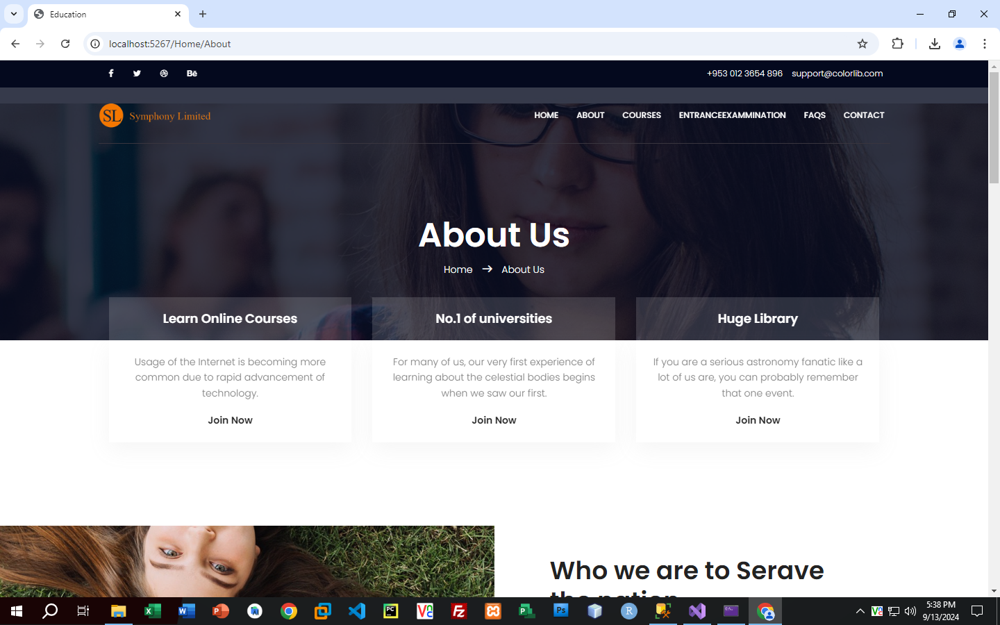 Education
localhost:5267/Home/About
+953 012 3654 896 support@colorlib.com
SL Symphony Limited
HOME ABOUT COURSES ENTRANCEEXAMMINATION FAQS CONTACT
About Us
Home → About Us
Learn Online Courses
Usage of the Internet is becoming more
common due to rapid advancement of
technology.
Join Now
No.1 of universities
For many of us, our very first experience of
learning about the celestial bodies begins
when we saw our first.
Join Now
Huge Library
If you are a serious astronomy fanatic like a
lot of us are, you can probably remember
that one event.
Join Now
Who we are to Serave
the nation
5:38 PM
9/13/2024